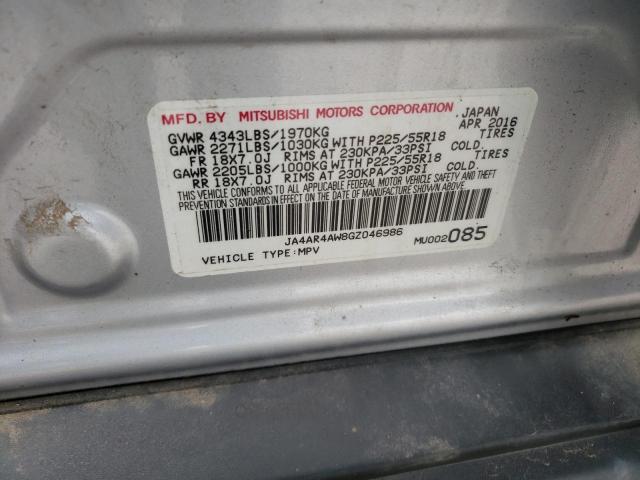 MFD. BY MITSUBISHI MOTORS CORPORATION JAPAN
GVWR 4343LBS/1970KG APR 2016
GAWR 2271LBS/1030KG WITH P225/55R18 TIRES
FR 18X7.0J RIMS AT 230KPA/33PSI COLD.
GAWR 2205LBS/1000KG WITH P225/55R18 TIRES
RR 18X7.0J RIMS AT 230KPA/33PSI COLD.
THIS VEHICLE CONFORMS TO ALL APPLICABLE FEDERAL MOTOR VEHICLE SAFETY AND THEFT
PREVENTION STANDARDS IN EFFECT ON THE DATE OF MANUFACTURE SHOWN ABOVE.
JA4AR4AW8GZ046986 MU002085
VEHICLE TYPE:MPV